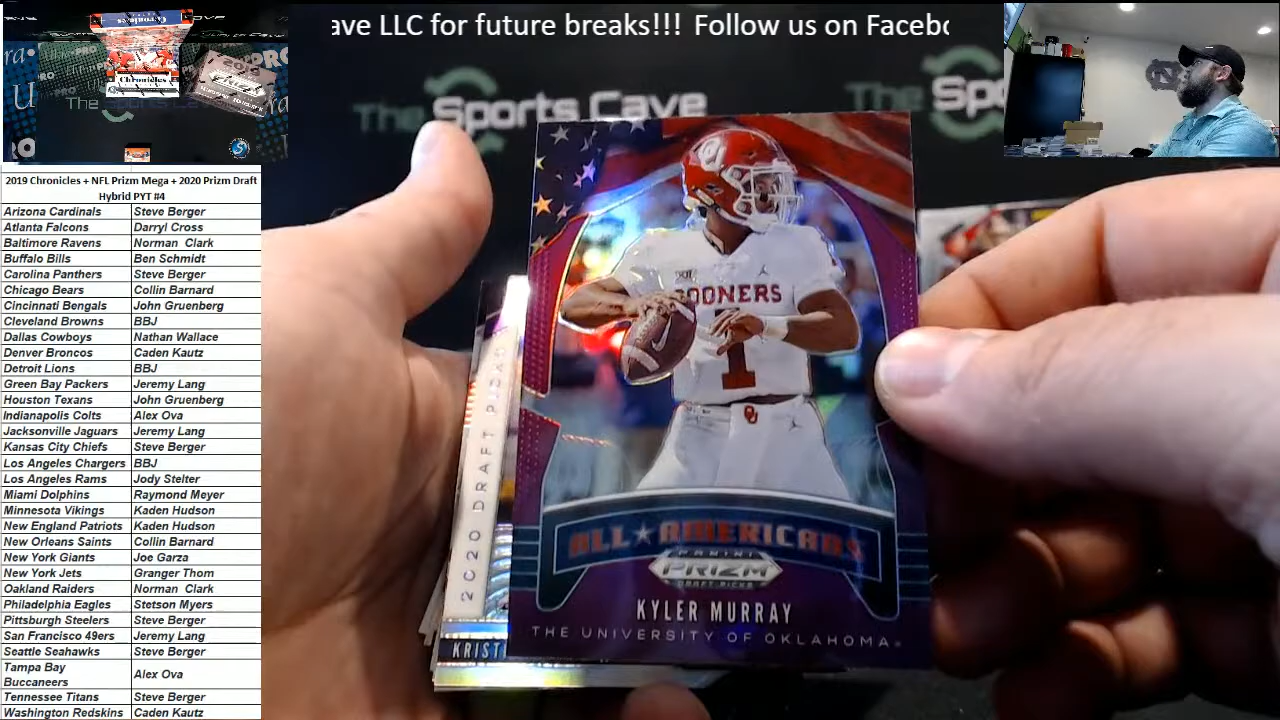 ave LLC for future breaks!!! Follow us on Facebo
Chronicles
Chronicles
The Sports Cave
The Sp
2019 Chronicles + NFL Prizm Mega + 2020 Prizm Draft
Hybrid PYT #4
Arizona Cardinals Steve Berger
Atlanta Falcons Darryl Cross
Baltimore Ravens Norman Clark
Buffalo Bills Ben Schmidt
Carolina Panthers Steve Berger
Chicago Bears Collin Barnard
Cincinnati Bengals John Gruenberg
Cleveland Browns BBJ
Dallas Cowboys Nathan Wallace
Denver Broncos Caden Kautz
Detroit Lions BBJ
Green Bay Packers Jeremy Lang
Houston Texans John Gruenberg
Indianapolis Colts Alex Ova
Jacksonville Jaguars Jeremy Lang
Kansas City Chiefs Steve Berger
Los Angeles Chargers BBJ
Los Angeles Rams Jody Stelter
Miami Dolphins Raymond Meyer
Minnesota Vikings Kaden Hudson
New England Patriots Kaden Hudson
New Orleans Saints Collin Barnard
New York Giants Joe Garza
New York Jets Granger Thom
Oakland Raiders Norman Clark
Philadelphia Eagles Stetson Myers
Pittsburgh Steelers Steve Berger
San Francisco 49ers Jeremy Lang
Seattle Seahawks Steve Berger
Tampa Bay
Buccaneers Alex Ova
Tennessee Titans Steve Berger
Washington Redskins Caden Kautz
OONERS
1
2020 DRAFT PICKS
ALL★AMERICANS
PANINI
PRIZM
DRAFT PICKS
KYLER MURRAY
THE UNIVERSITY OF OKLAHOMA®
KRISTI